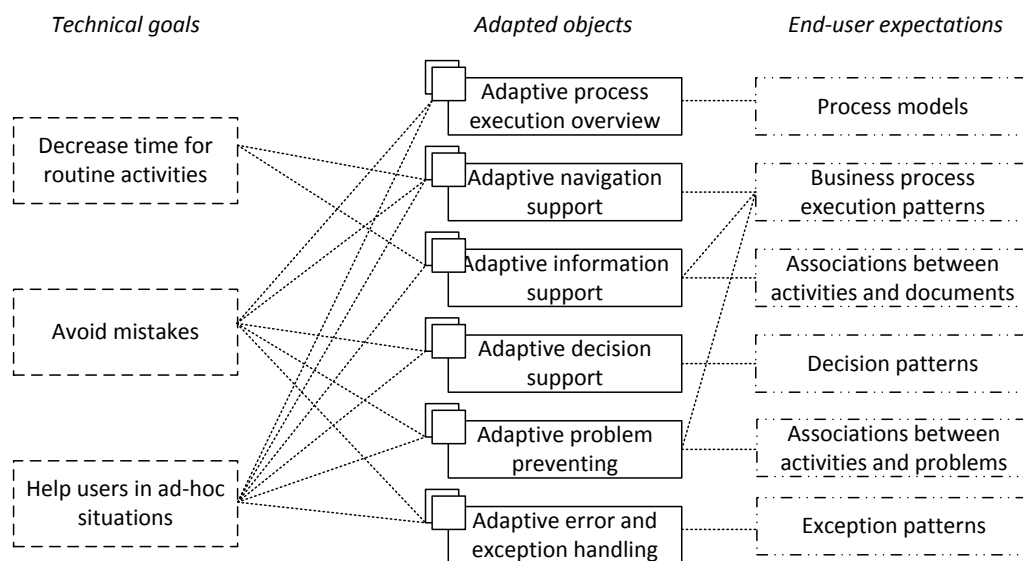 Technical goals
Adapted objects
End-user expectations
Decrease time for
routine activities
Avoid mistakes
Help users in ad-hoc
situations
Adaptive process
execution overview
Adaptive navigation
support
Adaptive information
support
Adaptive decision
support
Adaptive problem
preventing
Adaptive error and
exception handling
Process models
Business process
execution patterns
Associations between
activities and documents
Decision patterns
Associations between
activities and problems
Exception patterns